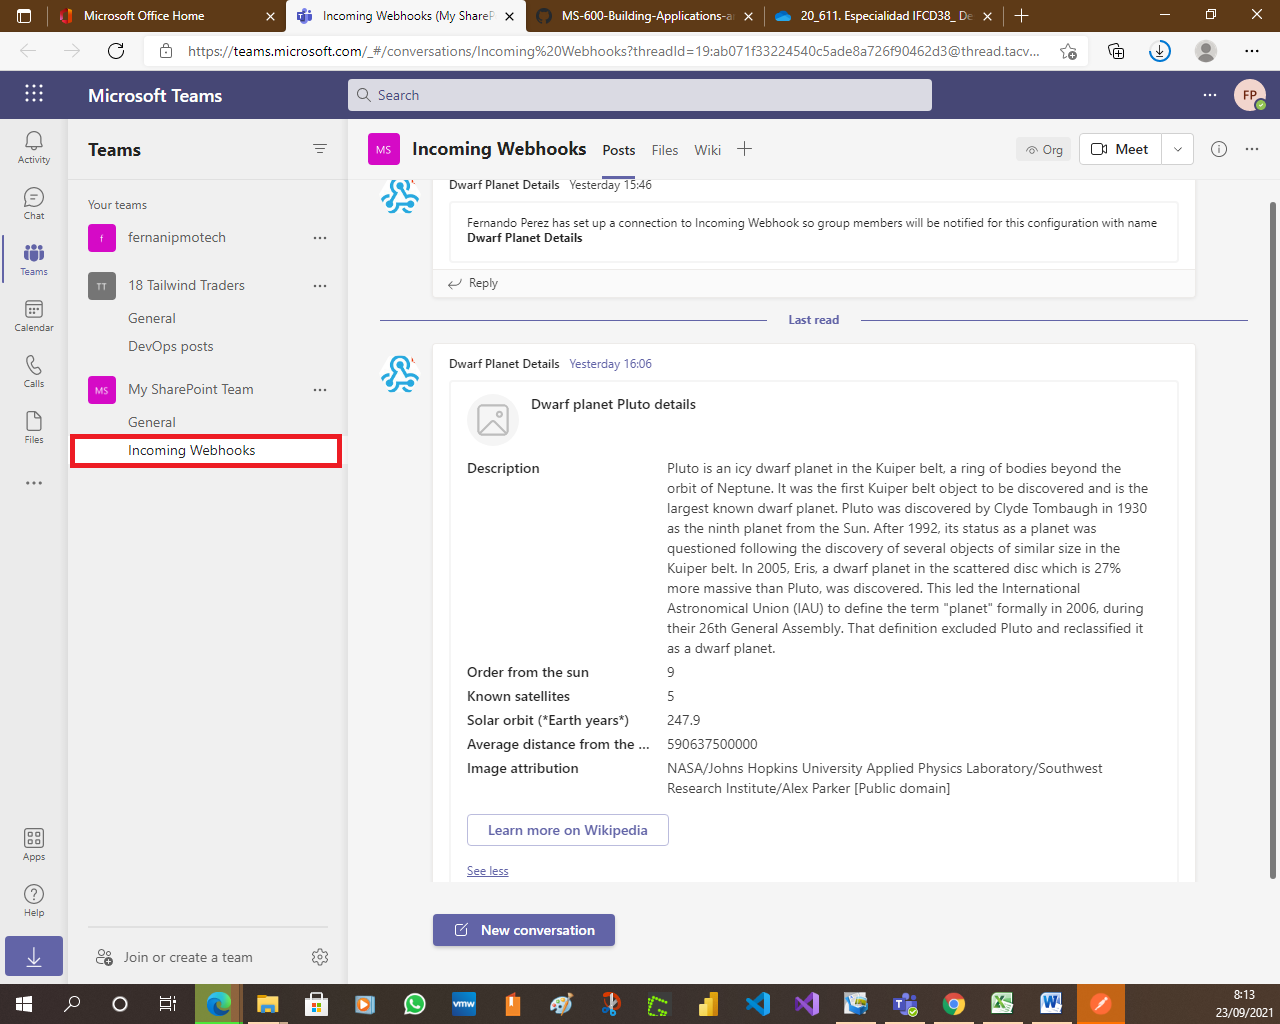 Microsoft Office Home
Incoming Webhooks (My ShareP
MS-600-Building-Applications-a
20_611. Especialidad IFCD38_ De
https://teams.microsoft.com/_#/conversations/Incoming%20Webhooks?threadId=19:ab071f33224540c5ade8a726f90462d3@thread.tacv...
Microsoft Teams
Search
FP
Activity
Chat
Teams
Calendar
Calls
Files
Apps
Help
Teams
Your teams
f
fernanipmotech
TT
18 Tailwind Traders
General
DevOps posts
MS
My SharePoint Team
General
Incoming Webhooks
Join or create a team
MS
Incoming Webhooks
Posts
Files
Wiki
Org
Meet
Dwarf Planet Details Yesterday 15:46
Fernando Perez has set up a connection to Incoming Webhook so group members will be notified for this configuration with name
Dwarf Planet Details
Reply
Last read
Dwarf Planet Details Yesterday 16:06
Dwarf planet Pluto details
Description
Pluto is an icy dwarf planet in the Kuiper belt, a ring of bodies beyond the
orbit of Neptune. It was the first Kuiper belt object to be discovered and is the
largest known dwarf planet. Pluto was discovered by Clyde Tombaugh in 1930
as the ninth planet from the Sun. After 1992, its status as a planet was
questioned following the discovery of several objects of similar size in the
Kuiper belt. In 2005, Eris, a dwarf planet in the scattered disc which is 27%
more massive than Pluto, was discovered. This led the International
Astronomical Union (IAU) to define the term "planet" formally in 2006, during
their 26th General Assembly. That definition excluded Pluto and reclassified it
as a dwarf planet.
Order from the sun 9
Known satellites 5
Solar orbit (*Earth years*) 247.9
Average distance from the ... 590637500000
Image attribution NASA/Johns Hopkins University Applied Physics Laboratory/Southwest
Research Institute/Alex Parker [Public domain]
Learn more on Wikipedia
See less
New conversation
vmw
8:13
23/09/2021